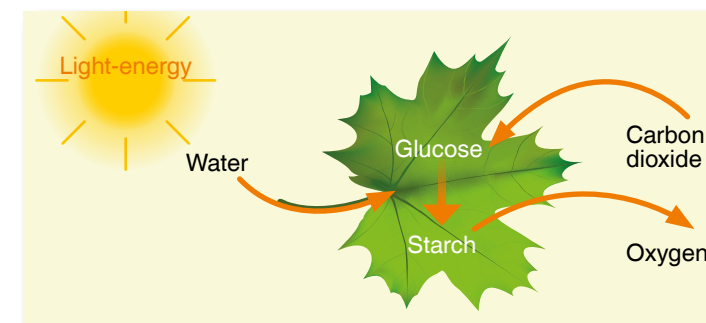 Light-energy
Water
Glucose
Starch
Carbon
dioxide
Oxygen